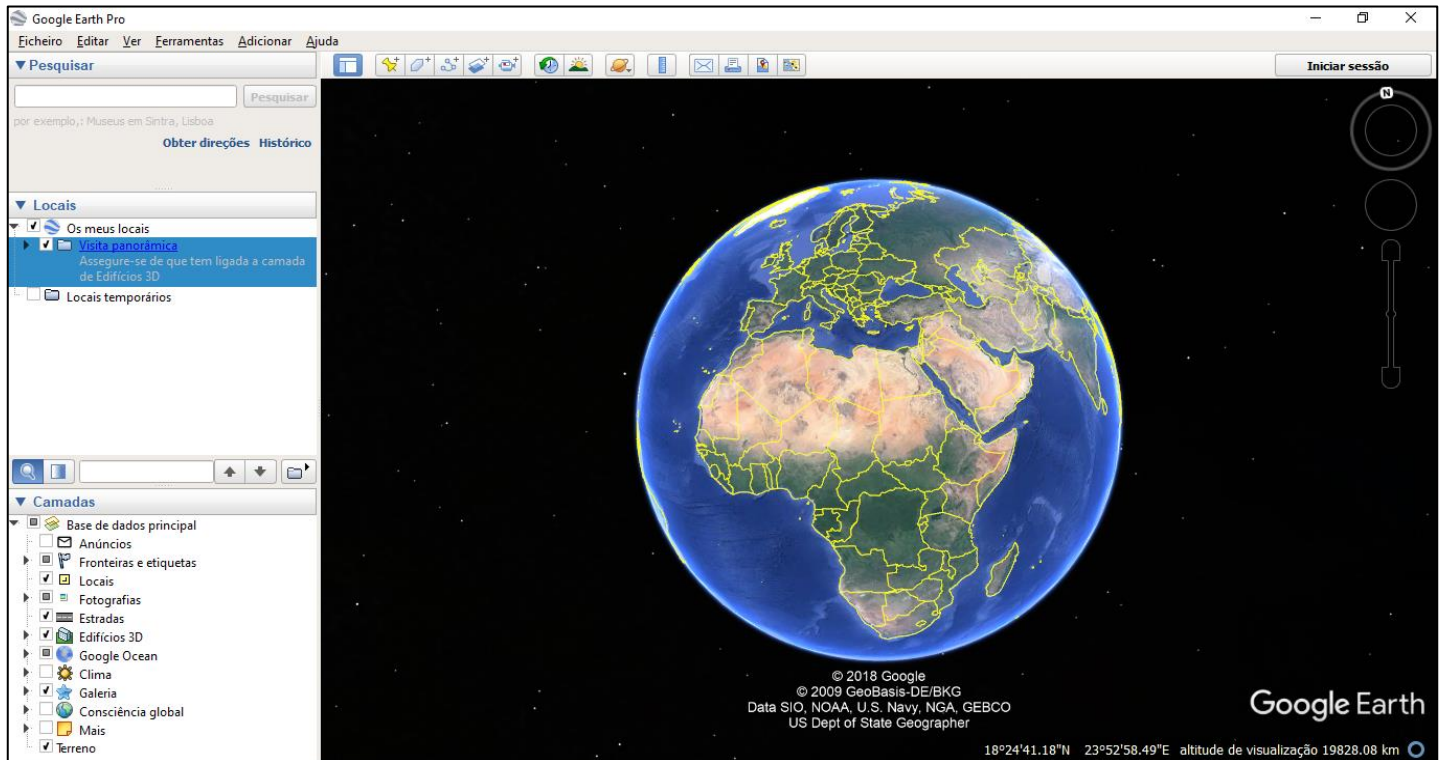 Google Earth Pro
Ficheiro Editar Ver Ferramentas Adicionar Ajuda
Pesquisar
Iniciar sessão
Pesquisar
por exemplo,: Museus em Sintra, Lisboa
Obter direções Histórico
N
Locais
Os meus locais
Visita panorâmica
Assegure-se de que tem ligada a camada
de Edifícios 3D
Locais temporários
Camadas
Base de dados principal
Anúncios
Fronteiras e etiquetas
Locais
Fotografias
Estradas
Edifícios 3D
Google Ocean
Clima
Galeria
Consciência global
Mais
Terreno
© 2018 Google
© 2009 GeoBasis-DE/BKG
Data SIO, NOAA, U.S. Navy, NGA, GEBCO
US Dept of State Geographer
Google Earth
18°24'41.18"N 23°52'58.49"E altitude de visualização 19828.08 km